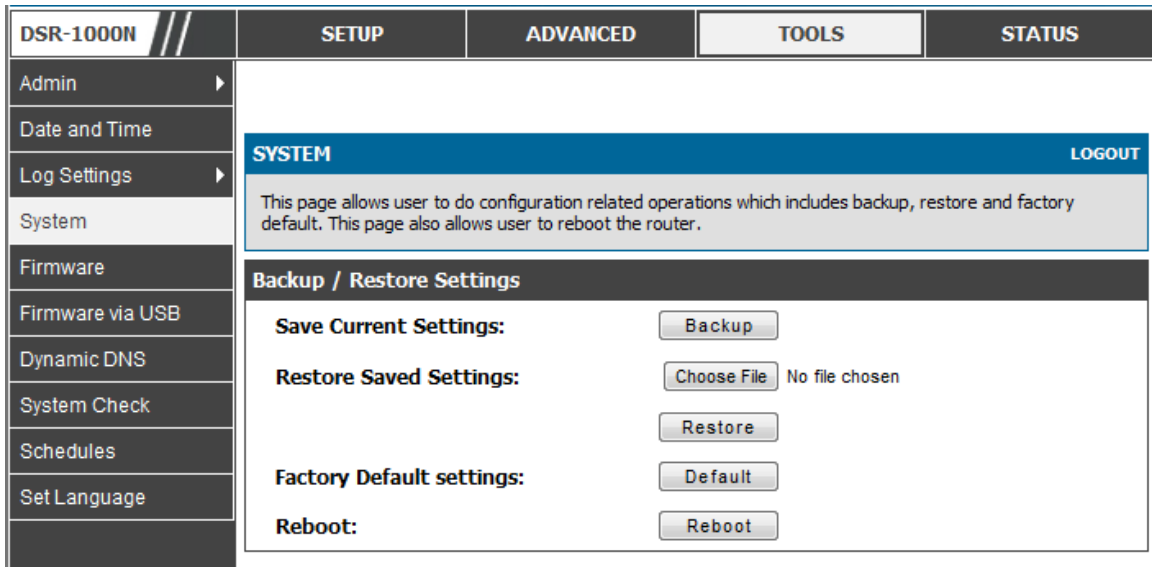 DSR-1000N SETUP ADVANCED TOOLS STATUS
Admin
Date and Time
Log Settings
System
Firmware
Firmware via USB
Dynamic DNS
System Check
Schedules
Set Language
SYSTEM LOGOUT
This page allows user to do configuration related operations which includes backup, restore and factory
default. This page also allows user to reboot the router.
Backup / Restore Settings
Save Current Settings: Backup
Restore Saved Settings: Choose File No file chosen
Restore
Factory Default settings: Default
Reboot: Reboot